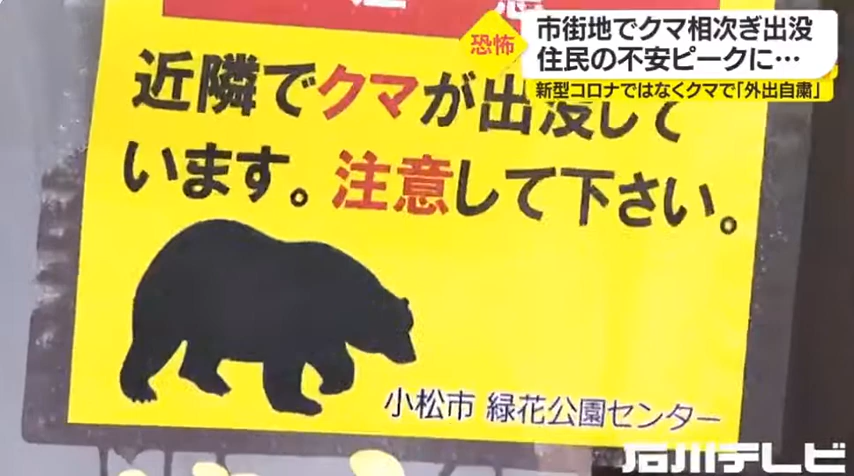 注意
恐怖
市街地でクマ相次ぎ出没
住民の不安ピークに…
新型コロナではなくクマで「外出自粛」
近隣でクマが出没して
います。注意して下さい。
小松市 緑花公園センター
石川テレビ